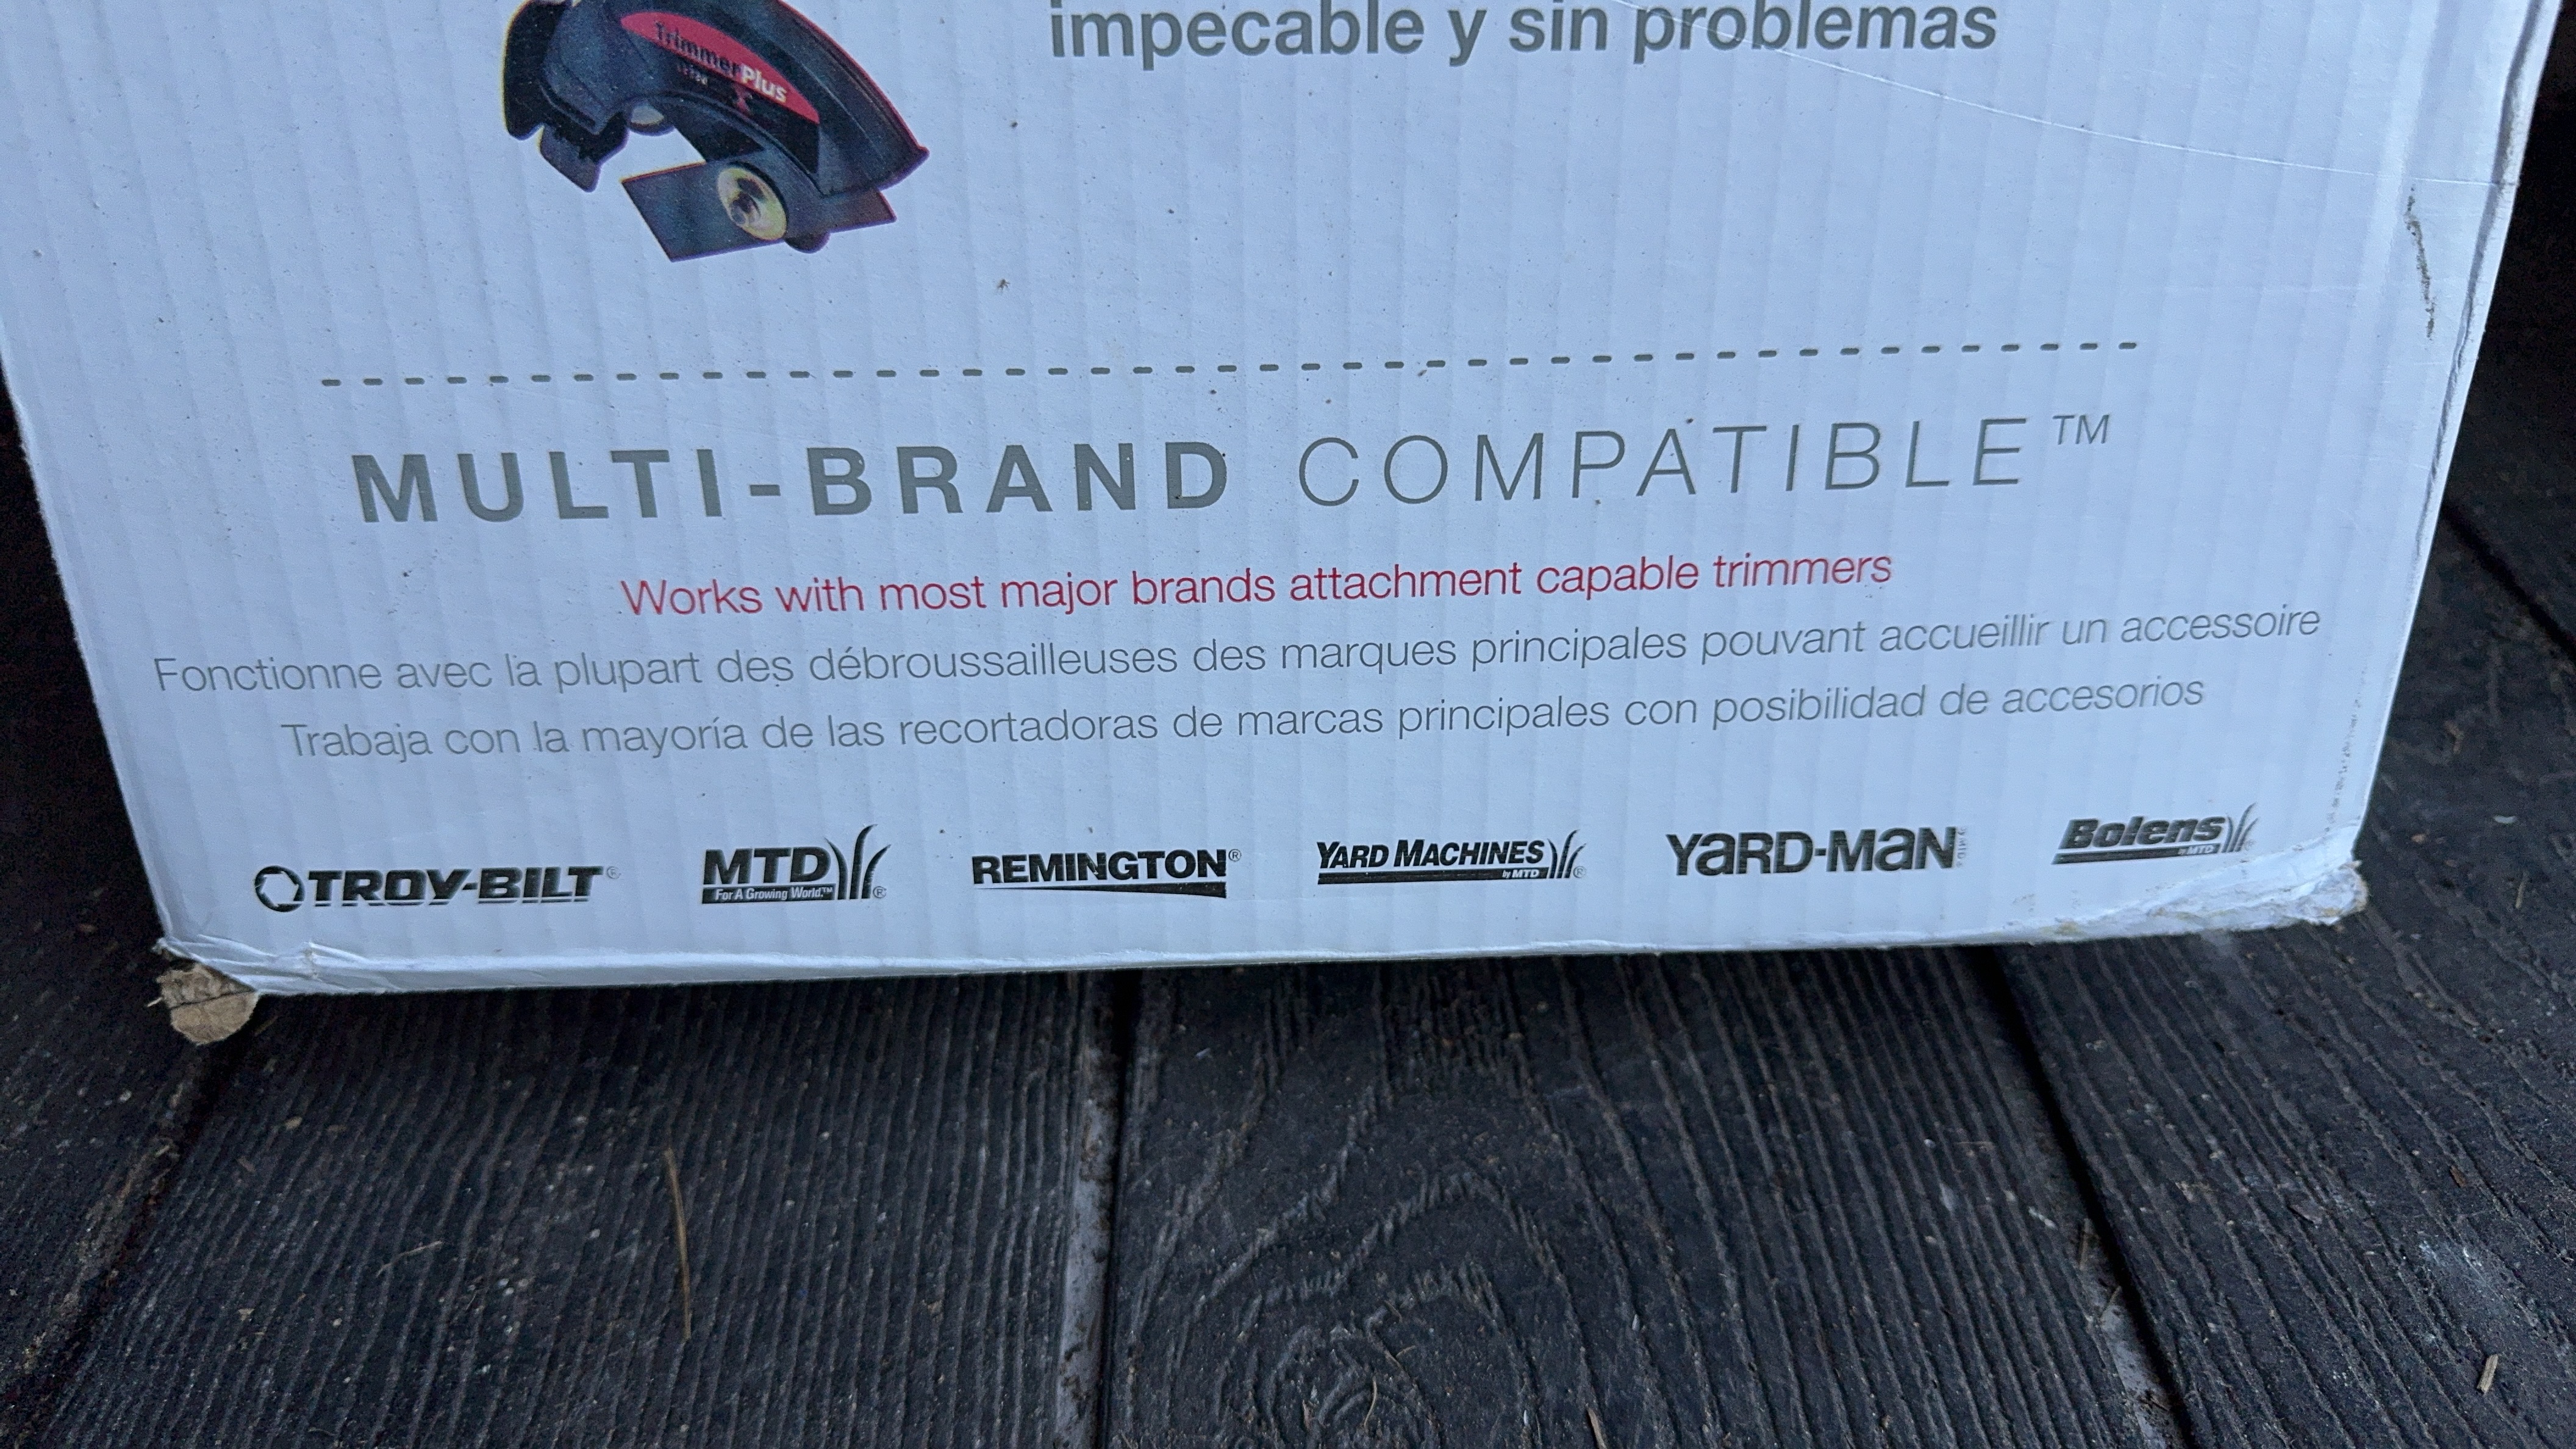 impecable y sin problemas
TrimmerPlus
MULTI-BRAND COMPATIBLE™
Works with most major brands attachment capable trimmers
Fonctionne avec la plupart des débroussailleuses des marques principales pouvant accueillir un accessoire
Trabaja con la mayoría de las recortadoras de marcas principales con posibilidad de accesorios
TROY-BILT®
MTD
For A Growing World.™ ®
REMINGTON®
YARD MACHINES
by MTD ®
YARD-MAN
Bolens
by MTD